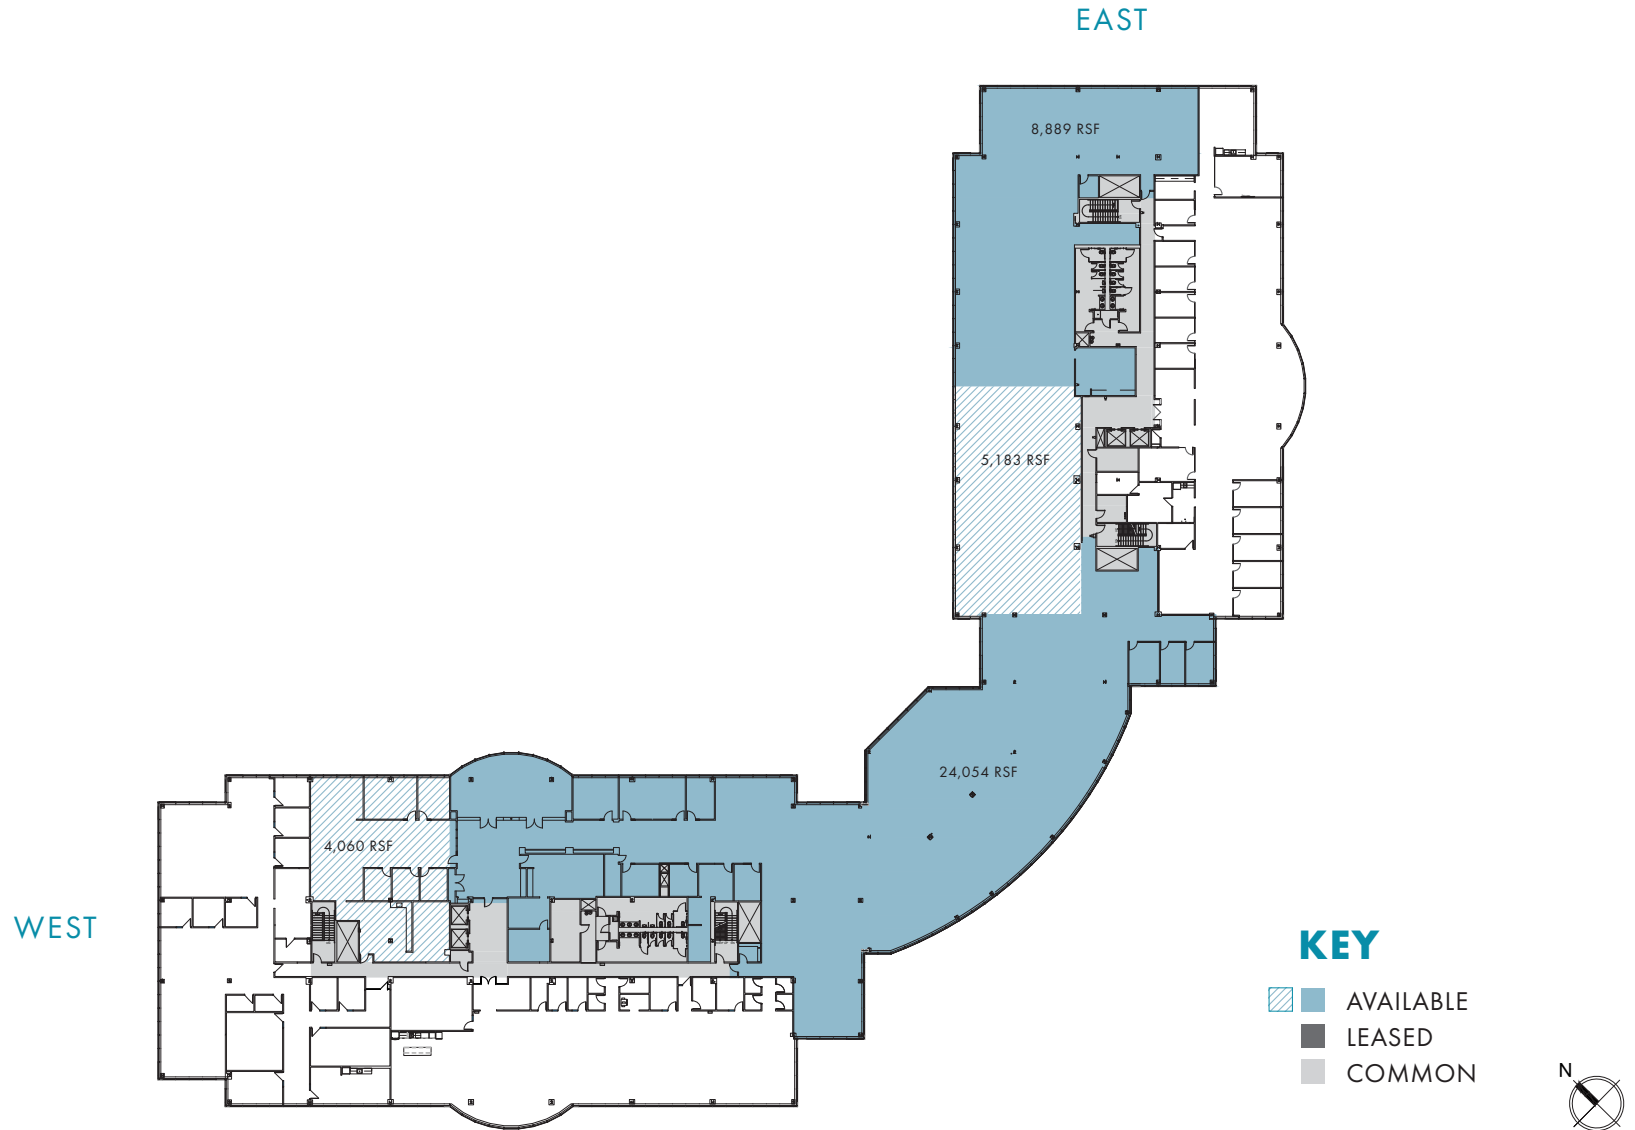 EAST
8,889 RSF
5,183 RSF
24,054 RSF
4,060 RSF
WEST
KEY
AVAILABLE
LEASED
COMMON
N